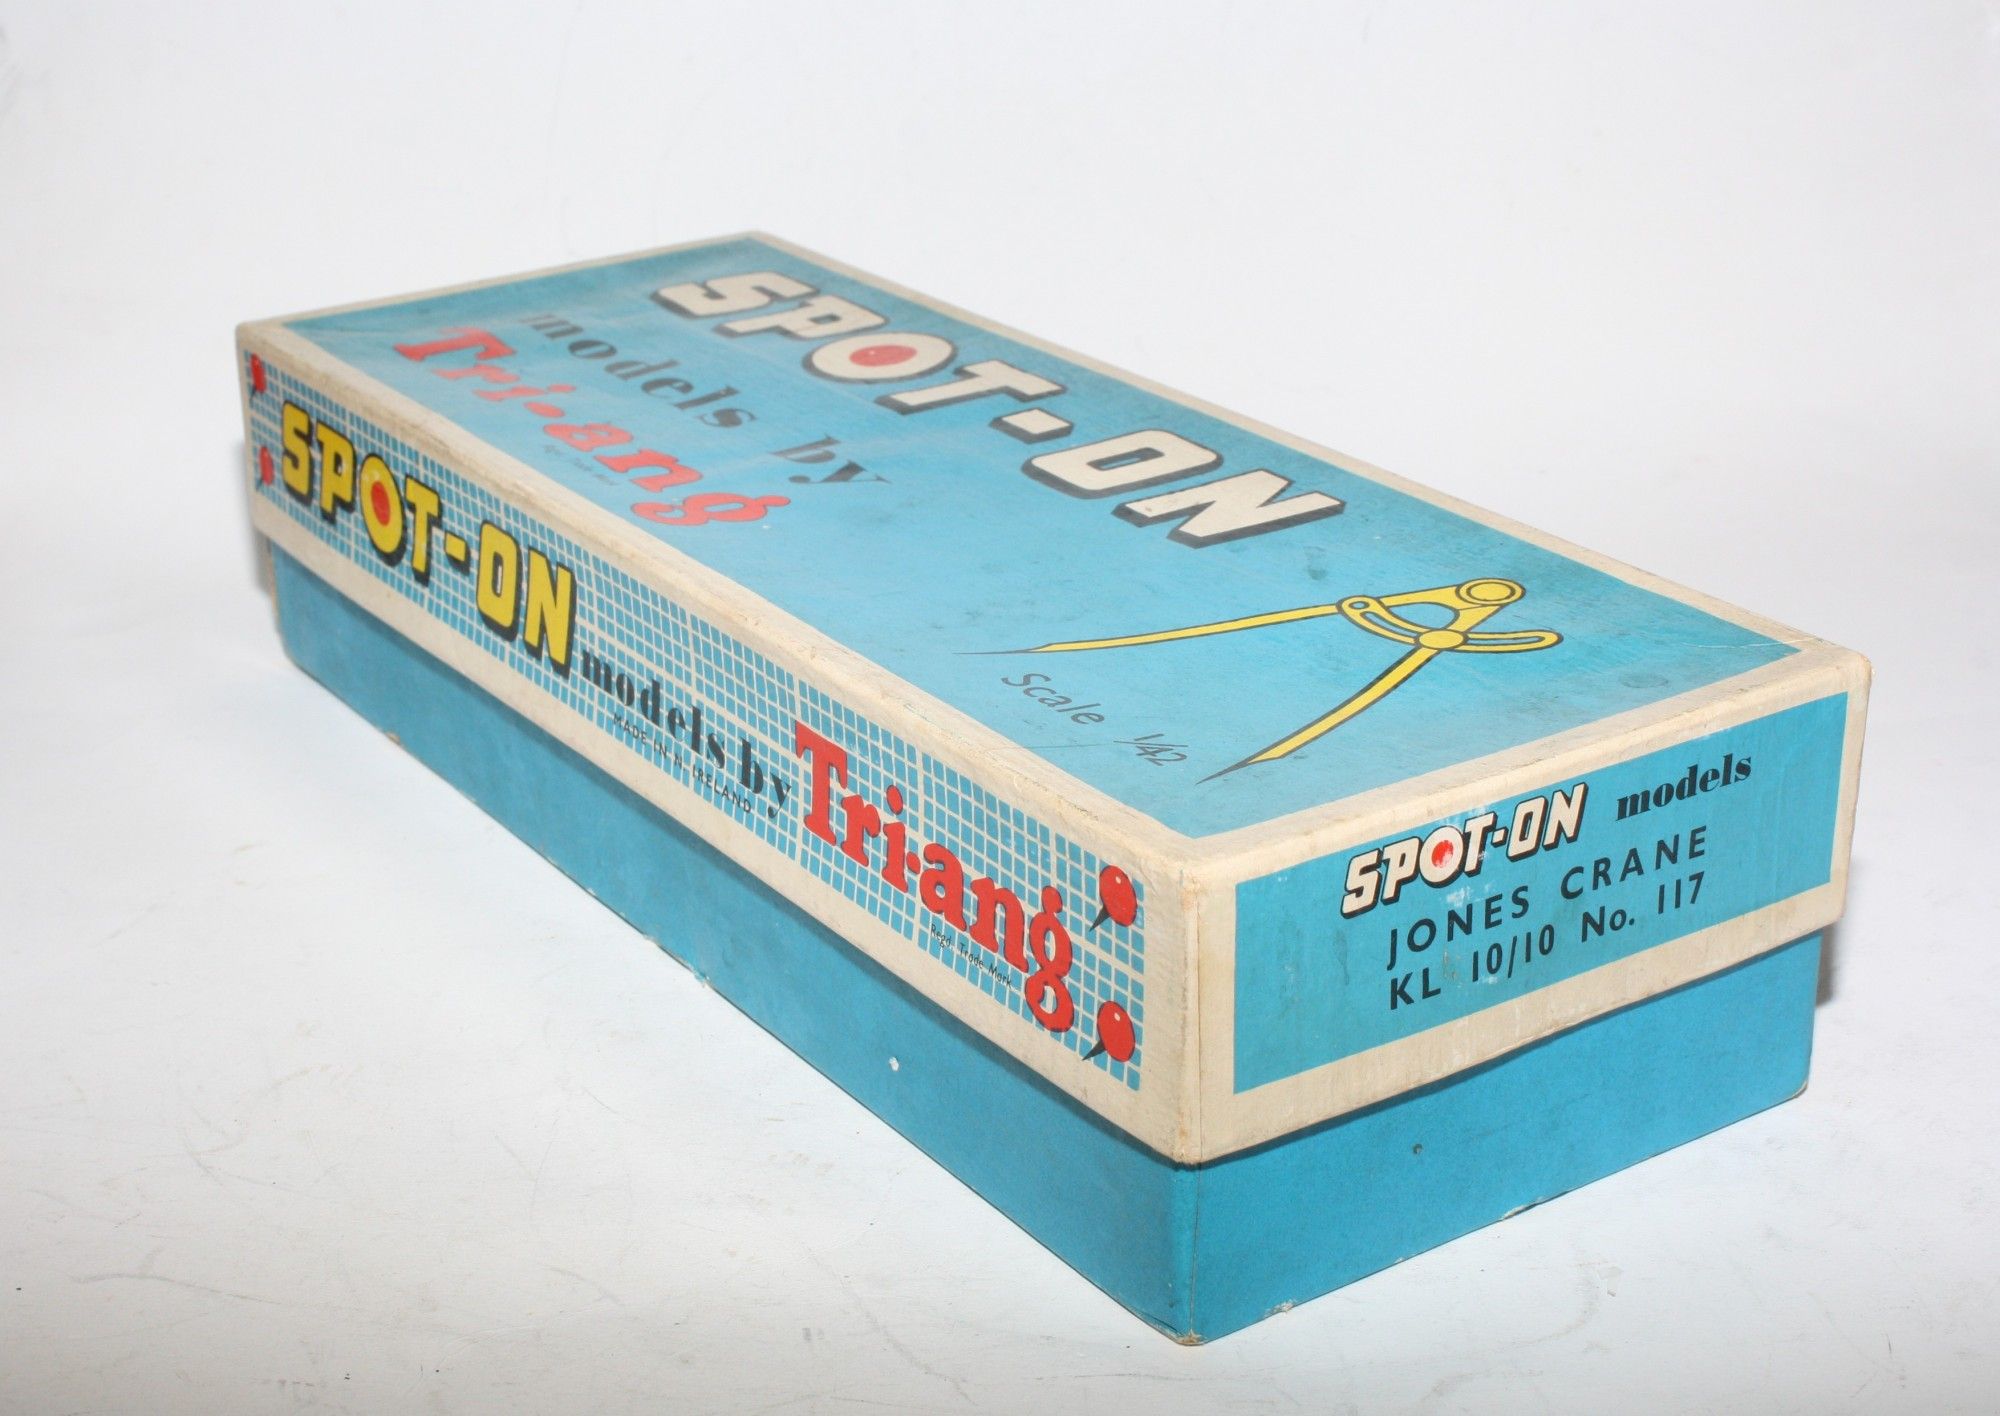 SPOT-ON
models by
Tri-ang
Scale 1/42
SPOT-ON models by Tri-ang
MADE IN N. IRELAND
Regd. Trade Mark
SPOT-ON models
JONES CRANE
KL 10/10 No. 117